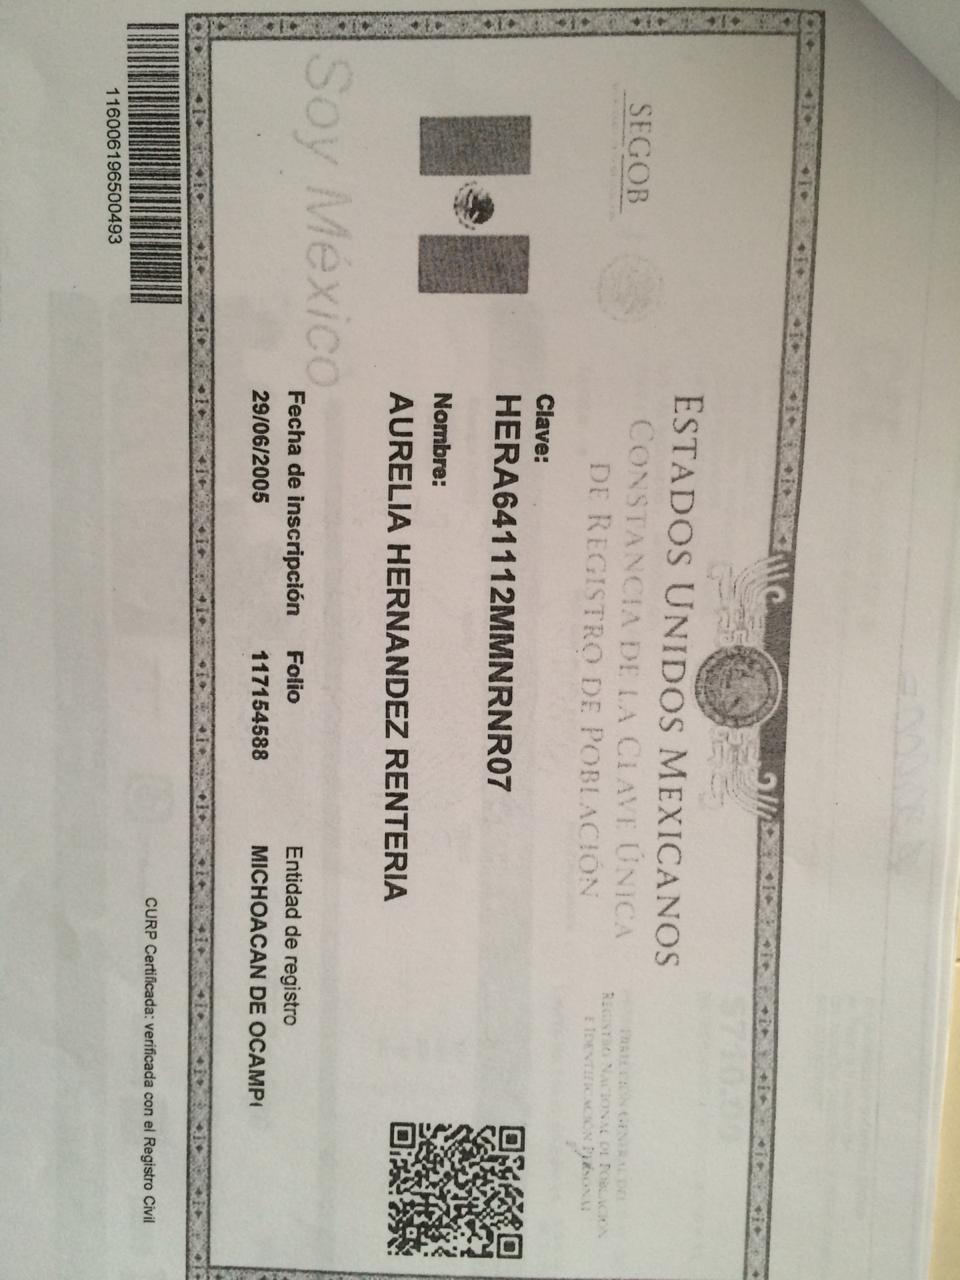 ESTADOS UNIDOS MEXICANOS
SEGOB
CONSTANCIA DE LA CLAVE ÚNICA
DE REGISTRO DE POBLACIÓN
DIRECCIÓN GENERAL DEL
REGISTRO NACIONAL DE POBLACIÓN
E IDENTIFICACIÓN PERSONAL
Clave:
HERA641112MMNRNR07
Nombre:
AURELIA HERNANDEZ RENTERIA
Soy México
Fecha de inscripción Folio Entidad de registro
29/06/2005 117154588 MICHOACAN DE OCAMP
116006196500493
CURP Certificada: verificada con el Registro Civil
$710.00